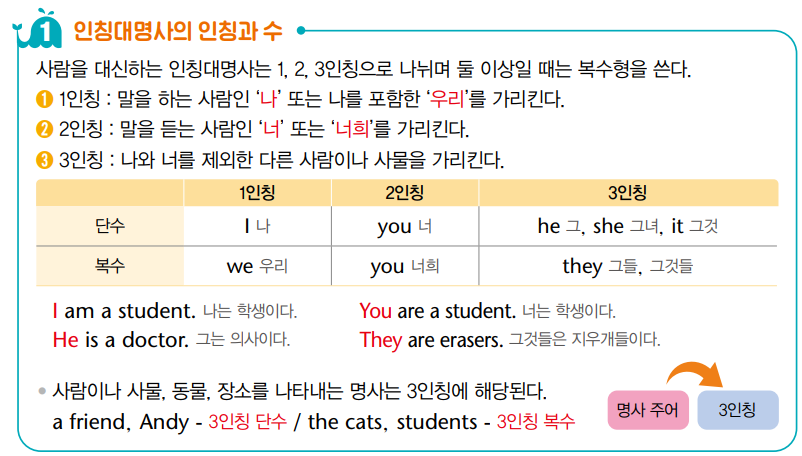 1 인칭대명사의 인칭과 수
사람을 대신하는 인칭대명사는 1, 2, 3인칭으로 나뉘며 둘 이상일 때는 복수형을 쓴다.
❶ 1인칭 : 말을 하는 사람인 ‘나’ 또는 나를 포함한 ‘우리’를 가리킨다.
❷ 2인칭 : 말을 듣는 사람인 ‘너’ 또는 ‘너희’를 가리킨다.
❸ 3인칭 : 나와 너를 제외한 다른 사람이나 사물을 가리킨다.
1인칭 2인칭 3인칭
단수 I 나 you 너 he 그, she 그녀, it 그것
복수 we 우리 you 너희 they 그들, 그것들
I am a student. 나는 학생이다. You are a student. 너는 학생이다.
He is a doctor. 그는 의사이다. They are erasers. 그것들은 지우개들이다.
• 사람이나 사물, 동물, 장소를 나타내는 명사는 3인칭에 해당된다.
a friend, Andy - 3인칭 단수 / the cats, students - 3인칭 복수
명사 주어 3인칭